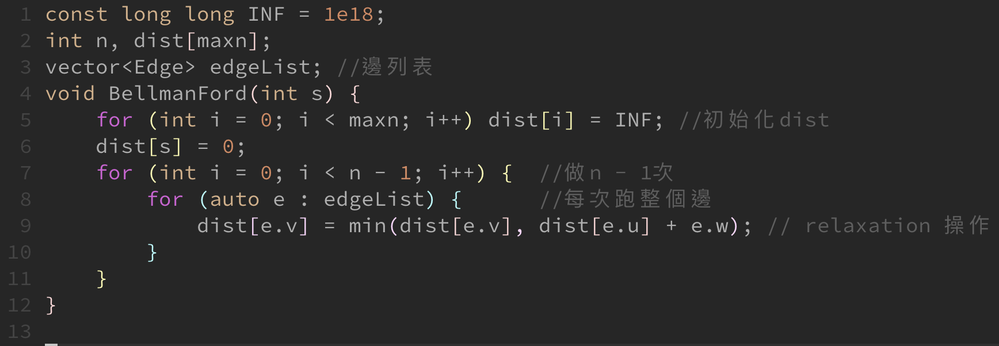 1 const long long INF = 1e18;
2 int n, dist[maxn];
3 vector<Edge> edgeList; //邊列表
4 void BellmanFord(int s) {
5     for (int i = 0; i < maxn; i++) dist[i] = INF; //初始化dist
6     dist[s] = 0;
7     for (int i = 0; i < n - 1; i++) {  //做n - 1次
8         for (auto e : edgeList) {      //每次跑整個邊
9             dist[e.v] = min(dist[e.v], dist[e.u] + e.w); // relaxation 操作
10         }
11     }
12 }
13